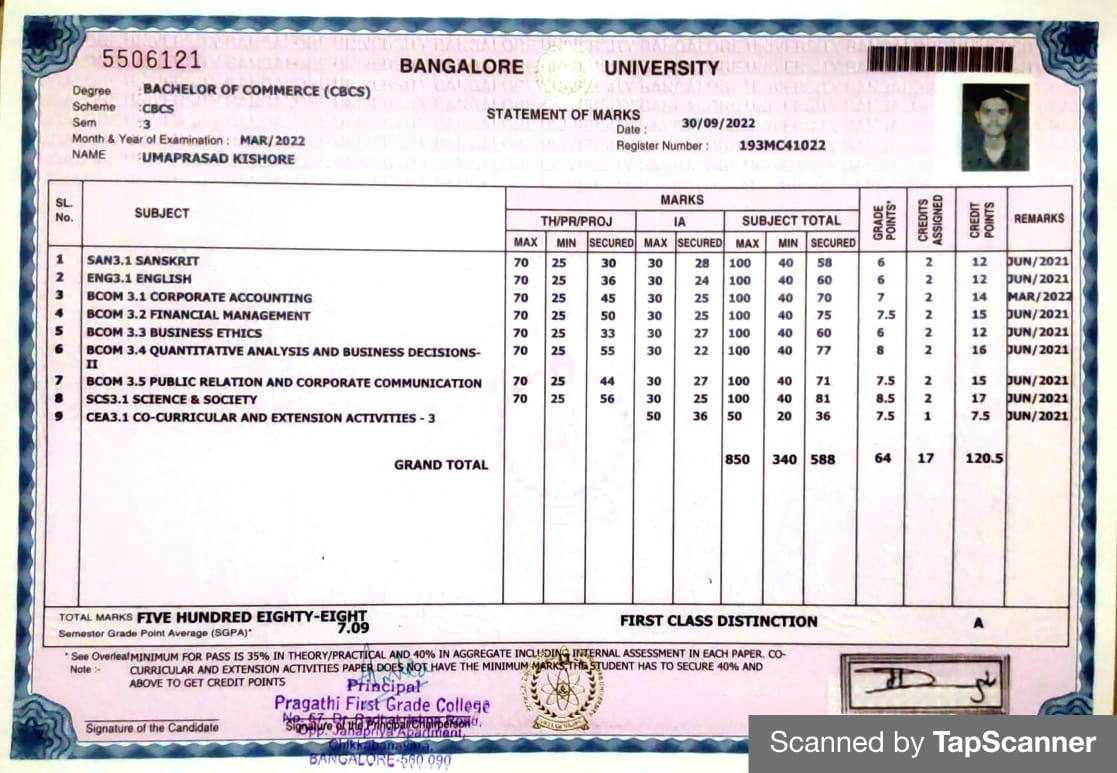 5506121
BANGALORE UNIVERSITY
Degree : BACHELOR OF COMMERCE (CBCS)
Scheme : CBCS
Sem : 3
Month & Year of Examination : MAR/2022
NAME : UMAPRASAD KISHORE
STATEMENT OF MARKS
Date : 30/09/2022
Register Number : 193MC41022
SL. No. SUBJECT MARKS GRADE POINTS* CREDITS ASSIGNED CREDIT POINTS REMARKS
TH/PR/PROJ IA SUBJECT TOTAL
MAX MIN SECURED MAX SECURED MAX MIN SECURED
1 SAN3.1 SANSKRIT 70 25 30 30 28 100 40 58 6 2 12 JUN/2021
2 ENG3.1 ENGLISH 70 25 36 30 24 100 40 60 6 2 12 JUN/2021
3 BCOM 3.1 CORPORATE ACCOUNTING 70 25 45 30 25 100 40 70 7 2 14 MAR/2022
4 BCOM 3.2 FINANCIAL MANAGEMENT 70 25 50 30 25 100 40 75 7.5 2 15 JUN/2021
5 BCOM 3.3 BUSINESS ETHICS 70 25 33 30 27 100 40 60 6 2 12 JUN/2021
6 BCOM 3.4 QUANTITATIVE ANALYSIS AND BUSINESS DECISIONS- 70 25 55 30 22 100 40 77 8 2 16 JUN/2021
II
7 BCOM 3.5 PUBLIC RELATION AND CORPORATE COMMUNICATION 70 25 44 30 27 100 40 71 7.5 2 15 JUN/2021
8 SCS3.1 SCIENCE & SOCIETY 70 25 56 30 25 100 40 81 8.5 2 17 JUN/2021
9 CEA3.1 CO-CURRICULAR AND EXTENSION ACTIVITIES - 3 50 36 50 20 36 7.5 1 7.5 JUN/2021
GRAND TOTAL 850 340 588 64 17 120.5
TOTAL MARKS FIVE HUNDRED EIGHTY-EIGHT FIRST CLASS DISTINCTION A
Semester Grade Point Average (SGPA)* 7.09
* See Overleaf MINIMUM FOR PASS IS 35% IN THEORY/PRACTICAL AND 40% IN AGGREGATE INCLUDING INTERNAL ASSESSMENT IN EACH PAPER. CO-
Note :- CURRICULAR AND EXTENSION ACTIVITIES PAPER DOES NOT HAVE THE MINIMUM MARKS THE STUDENT HAS TO SECURE 40% AND
ABOVE TO GET CREDIT POINTS
Principal
Pragathi First Grade College
No. 57, Dr. Radhakrishna Road,
Signature of the Candidate Signature of the Principal/Chairperson
Opp. Janapriya Apartment,
Chikkabanavara,
BANGALORE-560 090
Scanned by TapScanner